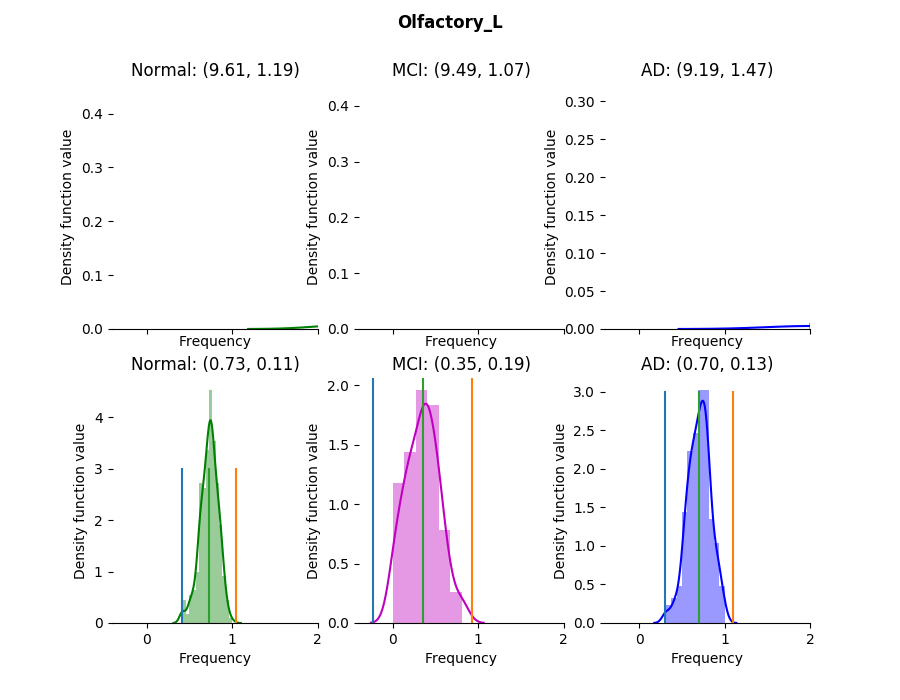 Olfactory_L
Normal: (9.61, 1.19)
MCI: (9.49, 1.07)
AD: (9.19, 1.47)
Density function value
0.4
0.3
0.2
0.1
0.0
Frequency
Density function value
0.4
0.3
0.2
0.1
0.0
Frequency
Density function value
0.30
0.25
0.20
0.15
0.10
0.05
0.00
Frequency
Normal: (0.73, 0.11)
MCI: (0.35, 0.19)
AD: (0.70, 0.13)
Density function value
4
3
2
1
0
0 1 2
Frequency
Density function value
2.0
1.5
1.0
0.5
0.0
0 1 2
Frequency
Density function value
3.0
2.5
2.0
1.5
1.0
0.5
0.0
0 1 2
Frequency